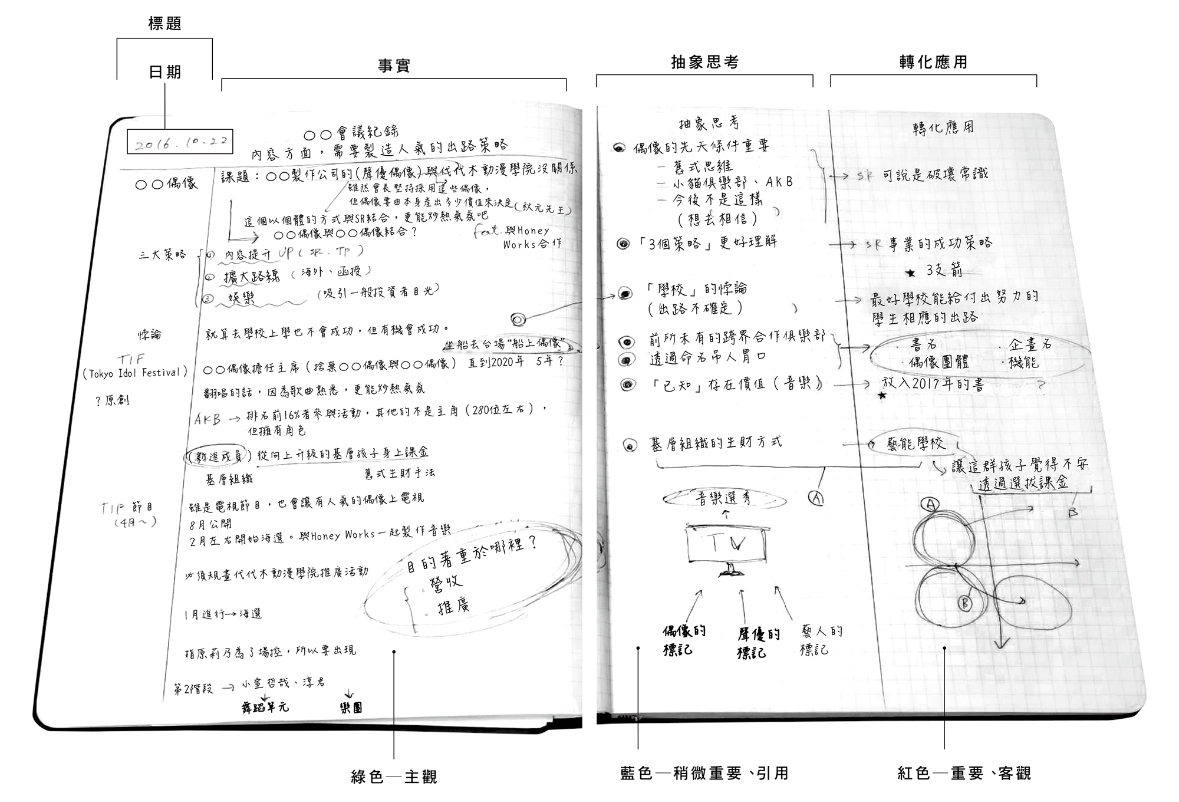 標題
日期
事實
抽象思考
轉化應用
2016.10.22
○○會議紀錄
內容方面，需要製造人氣的出路策略
○○偶像
課題：○○製作公司的(聲優偶像)與代代木動漫學院沒關係
雖然會長堅持採用這些偶像，
但偶像要由本身產出多少價值來決定(秋元先生)
這個以個體的方式與SR結合，更能炒熱氣氛吧
○○偶像與○○偶像結合？
feat. 與Honey
Works合作
三大策略
① 內容提升 UP（IR、TP）
② 擴大路線（海外、函授）
③ 娛樂（吸引一般投資者目光）
悖論
就算去學校上學也不會成功，但有機會成功。
坐船去台場"船上偶像"
TIF
(Tokyo Idol Festival)
○○偶像擔任主席（捨棄○○偶像與○○偶像）直到2020年 5年？
？原創
翻唱的話，因為歌曲熟悉，更能炒熱氣氛
AKB → 排名前16%者參與活動，其他的不是主角（280位左右），
但擁有角色
從向上升級的基層孩子身上課金
基層組織
舊式生財手法
TIP 節目
(4月～)
雖是電視節目，也會讓有人氣的偶像上電視
8月公開
2月左右開始海選。與Honey Works一起製作音樂
必須規畫代代木動漫學院推廣活動
目的著重於哪裡？
．營收
．推廣
1月進行→海選
指原莉乃為了場控，所以要出現
第2階段 → 小室哲哉、淳君
舞蹈單元
樂團
抽象思考
偶像的先天條件重要
－舊式思維
－小貓俱樂部、AKB
－今後不是這樣
（想去相信）
「3個策略」更好理解
「學校」的悖論
（出路不確定）
前所未有的跨界合作俱樂部
透過命名吊人胃口
「已知」存在價值（音樂）
基層組織的生財方式
A
音樂選秀
TV
偶像的
標記
聲優的
標記
藝人的
標記
轉化應用
→ SR 可說是破壞常識
→ SR 事業的成功策略
★ 3支箭
→ 最好學校能給付出努力的
學生相應的出路
．書名
．企畫名
．偶像團體
．機能
→ 放入2017年的書 ？
★
→ 藝能學校
讓這群孩子覺得不安
透過選拔課金
B
A
B
綠色─主觀
藍色─稍微重要、引用
紅色─重要、客觀